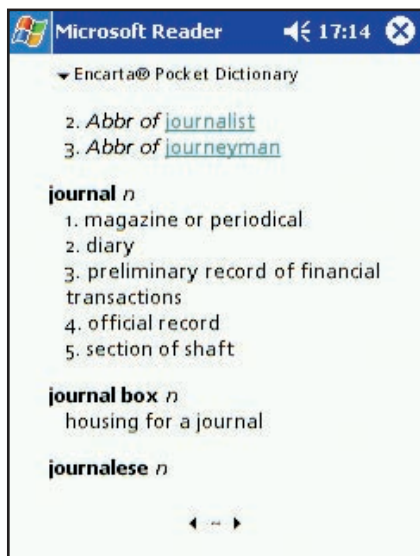 Microsoft Reader 17:14
Encarta® Pocket Dictionary
2. Abbr of journalist
3. Abbr of journeyman
journal n
1. magazine or periodical
2. diary
3. preliminary record of financial
transactions
4. official record
5. section of shaft
journal box n
housing for a journal
journalese n